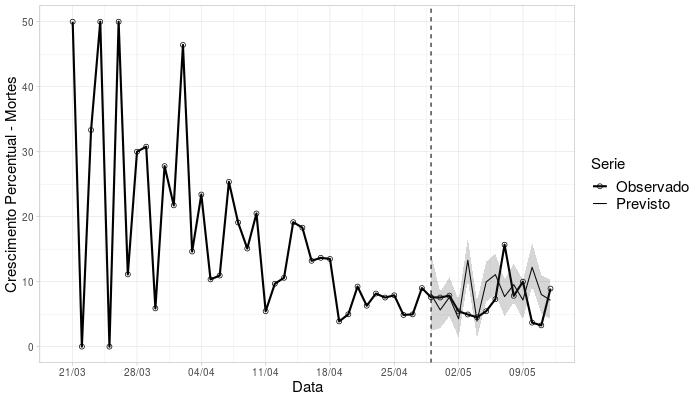 Crescimento Percentual - Mortes
50
40
30
20
10
0
21/03 28/03 04/04 11/04 18/04 25/04 02/05 09/05
Data
Serie
Observado
Previsto